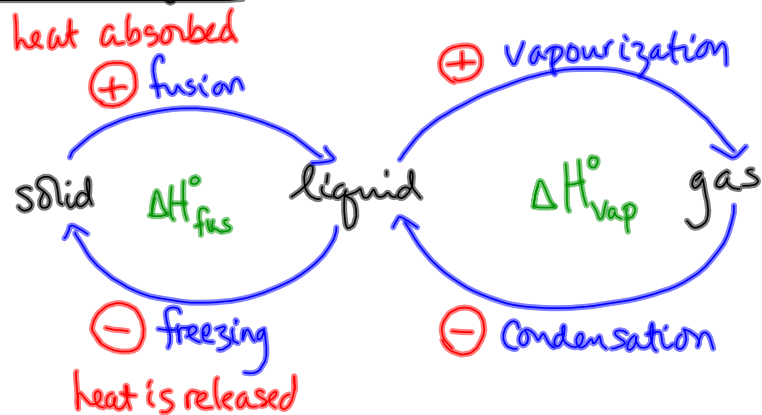 heat absorbed
+ fusion
+ vapourization
solid ΔH°fus liquid ΔH°vap gas
- freezing
- Condensation
heat is released